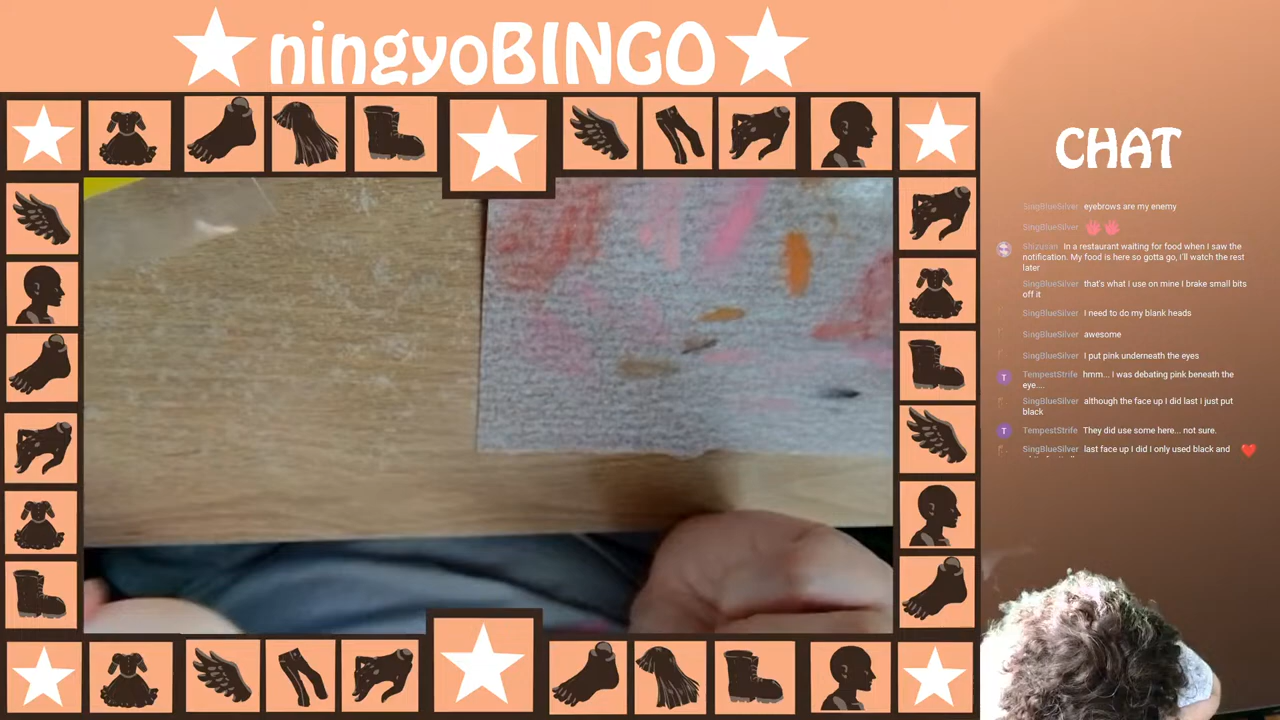 ningyoBINGO
CHAT
SingBlueSilver eyebrows are my enemy
SingBlueSilver
Shizusan In a restaurant waiting for food when I saw the
notification. My food is here so gotta go, I'll watch the rest
later
SingBlueSilver that's what i use on mine I brake small bits
off it
SingBlueSilver I need to do my blank heads
SingBlueSilver awesome
SingBlueSilver I put pink underneath the eyes
T TempestStrife hmm... I was debating pink beneath the
eye....
SingBlueSilver although the face up I did last I just put
black
T TempestStrife They did use some here... not sure.
SingBlueSilver last face up I did I only used black and